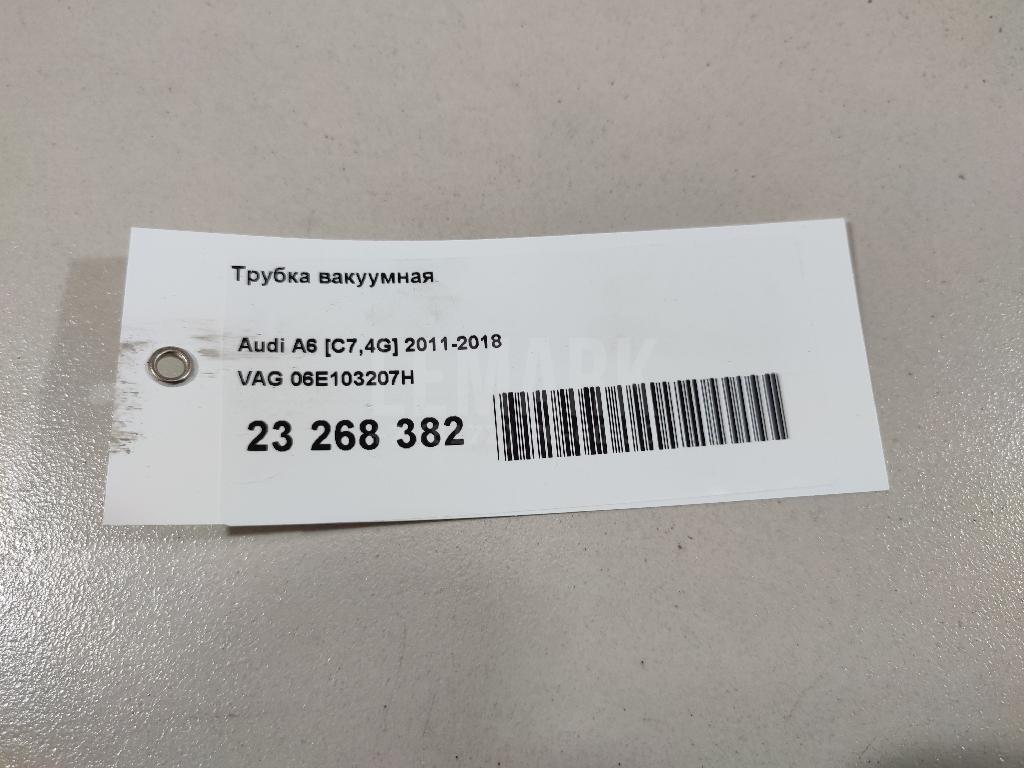 Трубка вакуумная
Audi A6 [C7,4G] 2011-2018
VAG 06E103207H
23 268 382